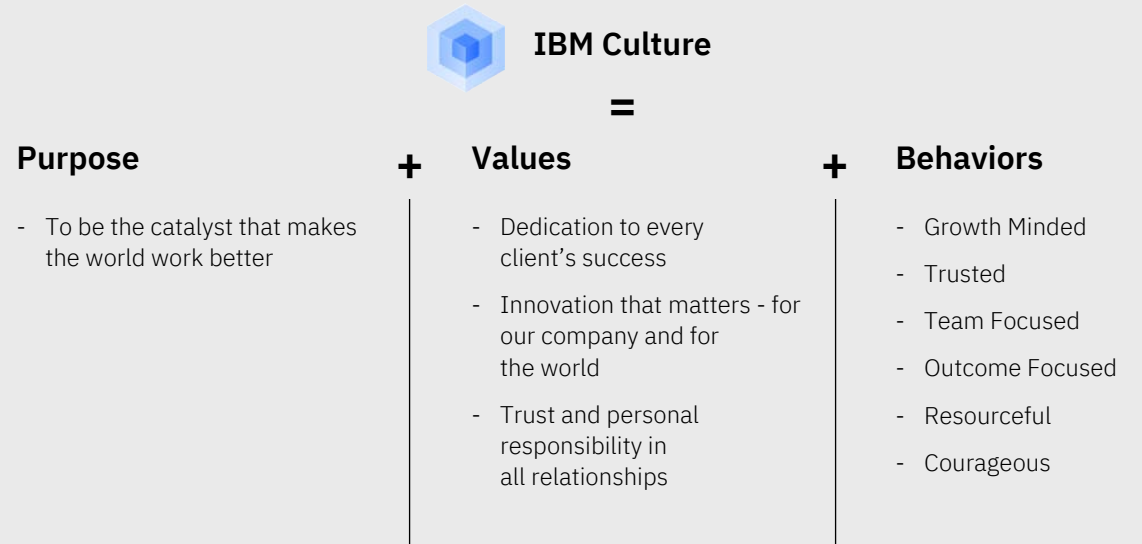 IBM Culture
=
Purpose
+
Values
+
Behaviors
- To be the catalyst that makes
the world work better
- Dedication to every
client's success
- Innovation that matters - for
our company and for
the world
- Trust and personal
responsibility in
all relationships
- Growth Minded
- Trusted
- Team Focused
- Outcome Focused
- Resourceful
- Courageous